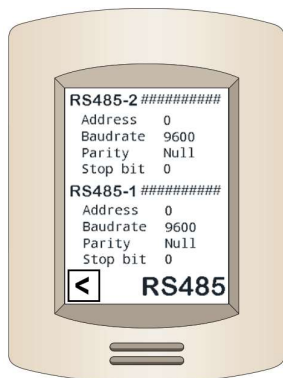 RS485-2 ##########
Address 0
Baudrate 9600
Parity Null
Stop bit 0
RS485-1 ##########
Address 0
Baudrate 9600
Parity Null
Stop bit 0
< RS485